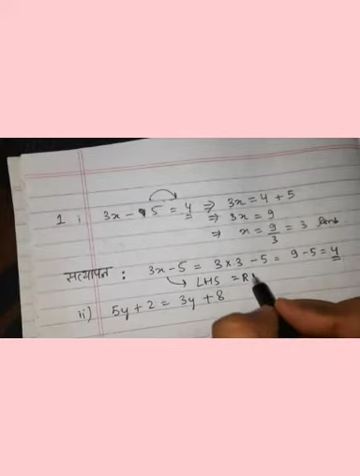 1. i 3x - 5 = 4 ⇒ 3x = 4 + 5
⇒ 3x = 9
⇒ x = 9/3 = 3 Ans
सत्यापन : 3x - 5 = 3 × 3 - 5 = 9 - 5 = 4
LHS = R
ii) 5y + 2 = 3y + 8